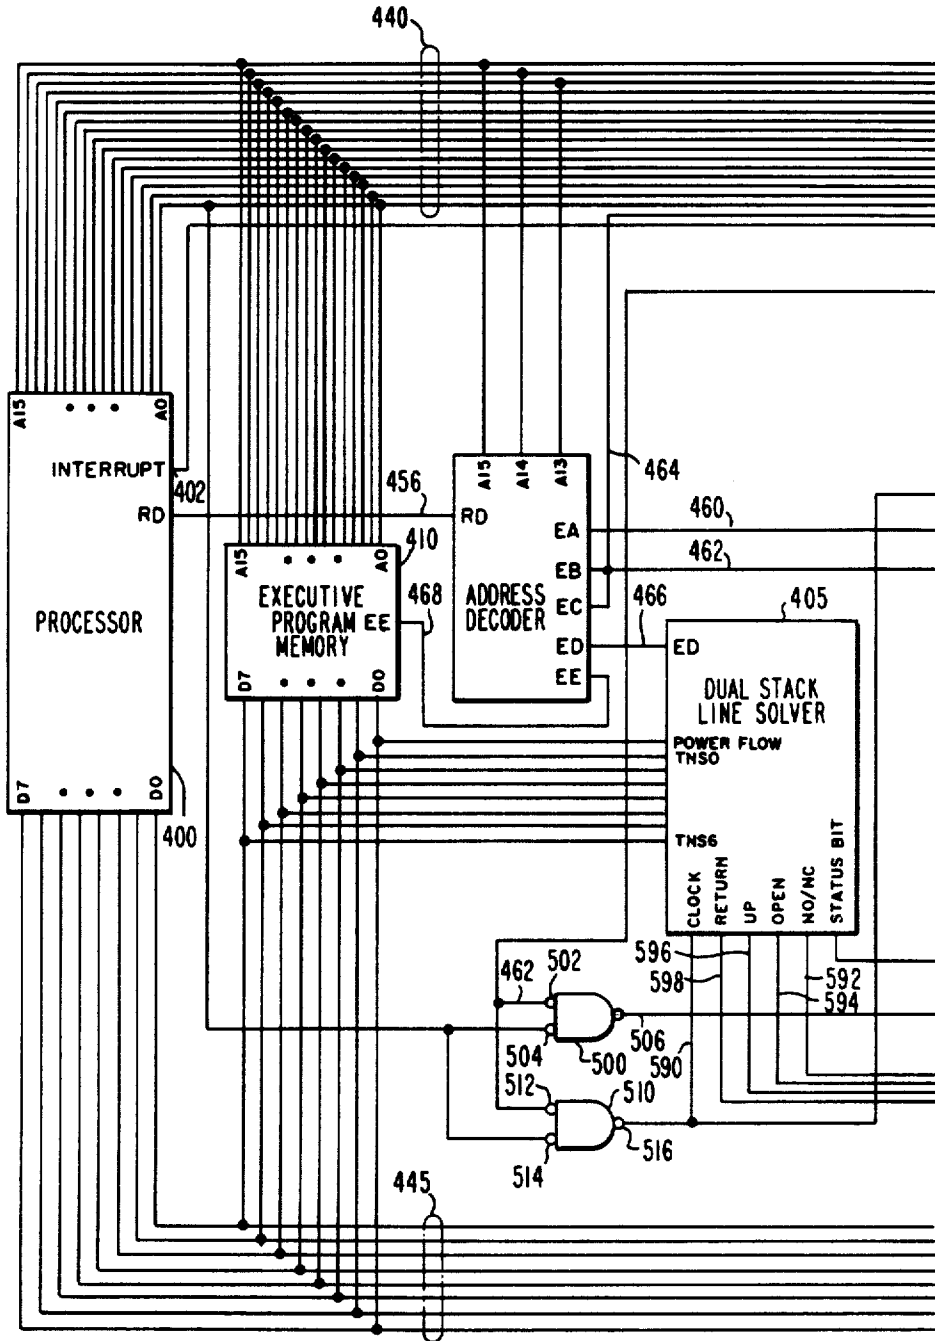 440
A15 • • • A0
INTERRUPT
402
RD
PROCESSOR
D7 • • • D0
400
456
410
A15 • • • A0
EXECUTIVE
PROGRAM EE
MEMORY
D7 • • • D0
468
A15 A14 A13
RD
EA
EB
ADDRESS EC
DECODER
ED
EE
464
460
462
466
405
ED
DUAL STACK
LINE SOLVER
POWER FLOW
TNS0
TNS6
CLOCK
RETURN
UP
OPEN
NO/NC
STATUS BIT
596
598
592
594
462
502
504
500
506
590
512
510
514
516
445